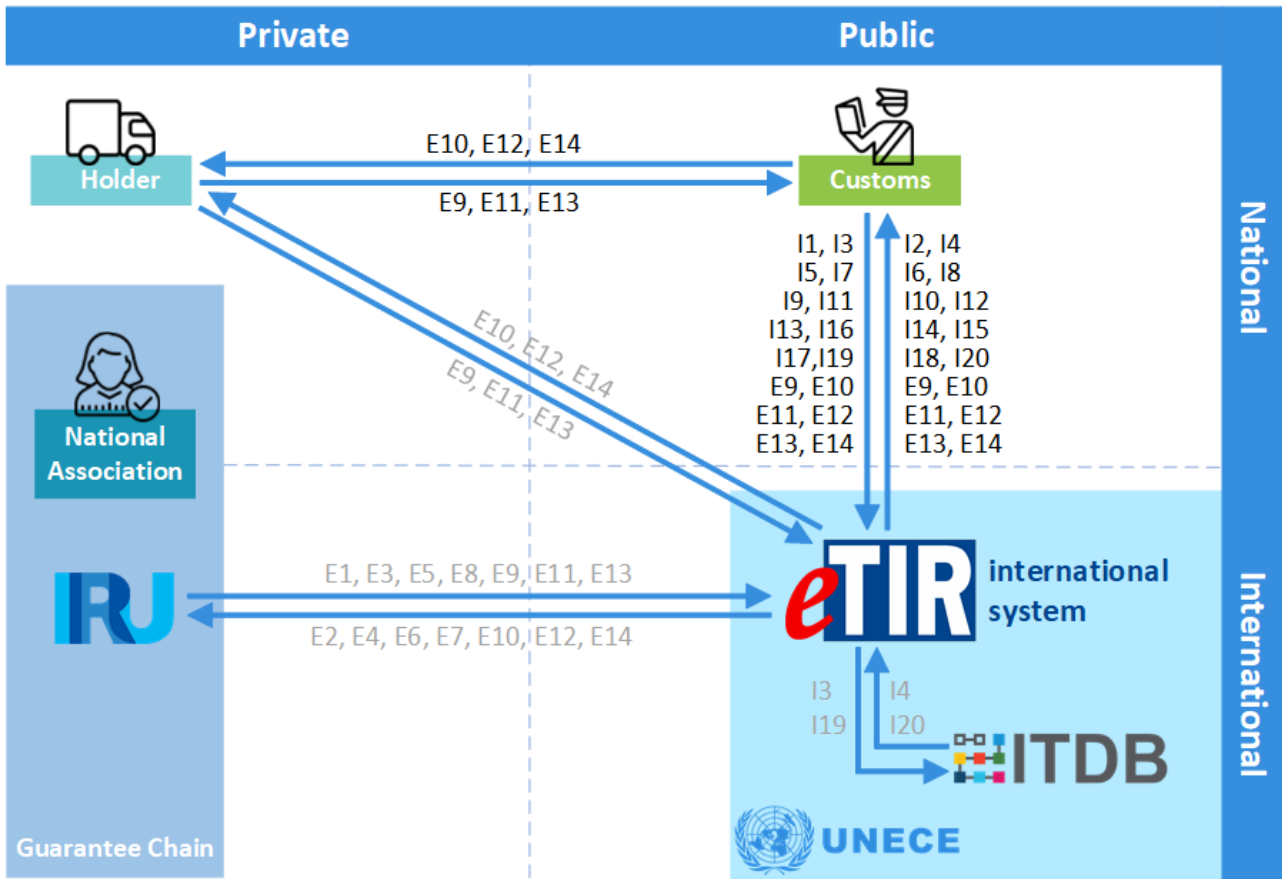 Private
Public
National
International
Holder
E10, E12, E14
E9, E11, E13
Customs
I1, I3
I5, I7
I9, I11
I13, I16
I17,I19
E9, E10
E11, E12
E13, E14
I2, I4
I6, I8
I10, I12
I14, I15
I18, I20
E9, E10
E11, E12
E13, E14
E10, E12, E14
E9, E11, E13
National
Association
IRU
Guarantee Chain
E1, E3, E5, E8, E9, E11, E13
E2, E4, E6, E7, E10, E12, E14
eTIR
international
system
I3
I19
I4
I20
ITDB
UNECE